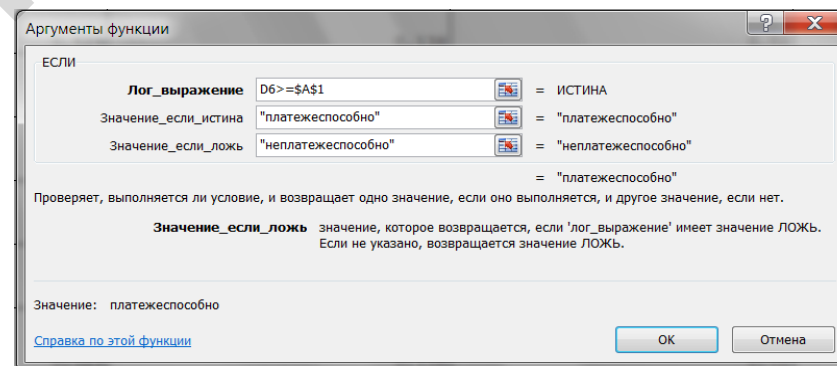 Аргументы функции
ЕСЛИ
Лог_выражение D6>=$A$1 = ИСТИНА
Значение_если_истина "платежеспособно" = "платежеспособно"
Значение_если_ложь "неплатежеспособно" = "неплатежеспособно"
= "платежеспособно"
Проверяет, выполняется ли условие, и возвращает одно значение, если оно выполняется, и другое значение, если нет.
Значение_если_ложь значение, которое возвращается, если 'лог_выражение' имеет значение ЛОЖЬ.
Если не указано, возвращается значение ЛОЖЬ.
Значение: платежеспособно
Справка по этой функции ОК Отмена